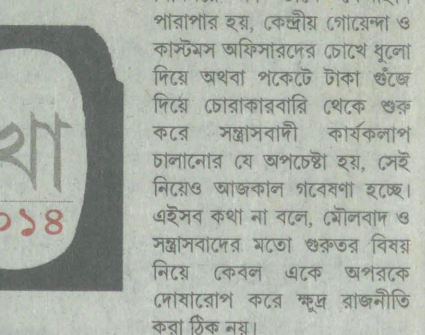 পারাপার হয়, কেন্দ্রীয় গোয়েন্দা ও
কাস্টমস অফিসারদের চোখে ধুলো
দিয়ে অথবা পকেটে টাকা গুঁজে
দিয়ে চোরাকারবারি থেকে শুরু
করে সন্ত্রাসবাদী কার্যকলাপ
চালানোর যে অপচেষ্টা হয়, সেই
নিয়েও আজকাল গবেষণা হচ্ছে।
এইসব কথা না বলে, মৌলবাদ ও
সন্ত্রাসবাদের মতো গুরুতর বিষয়
নিয়ে কেবল একে অপরকে
দোষারোপ করে ক্ষুদ্র রাজনীতি
করা ঠিক নয়।
০১৪